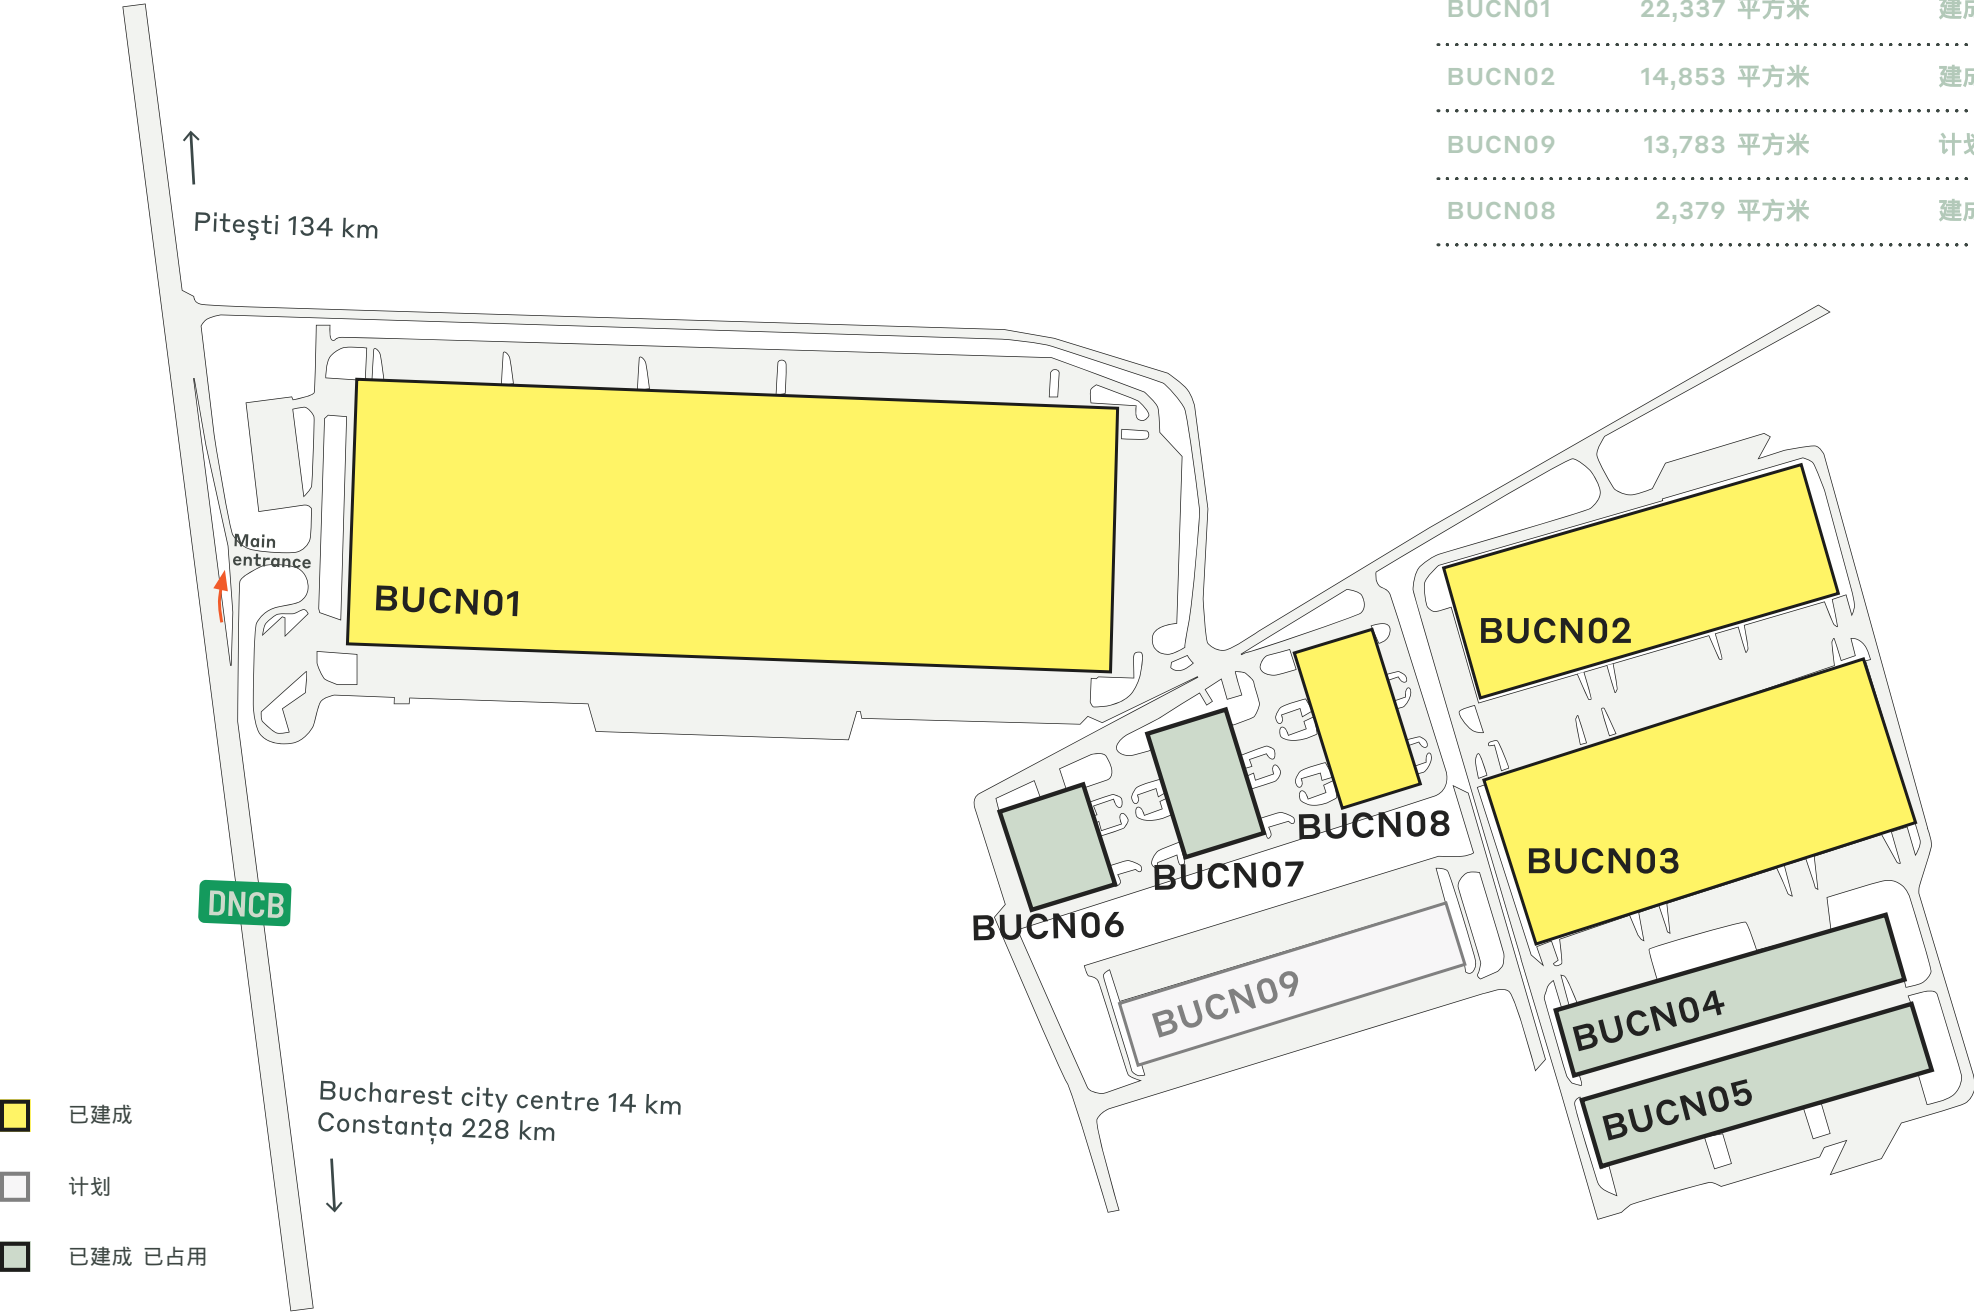 BUCN01 22,337 平方米
BUCN02 14,853 平方米
BUCN09 13,783 平方米
BUCN08 2,379 平方米
Piteşti 134 km
Main
entrance
BUCN01
BUCN02
BUCN03
BUCN08
BUCN07
BUCN06
BUCN09
BUCN04
BUCN05
DNCB
Bucharest city centre 14 km
Constanța 228 km
已建成
计划
已建成 已占用